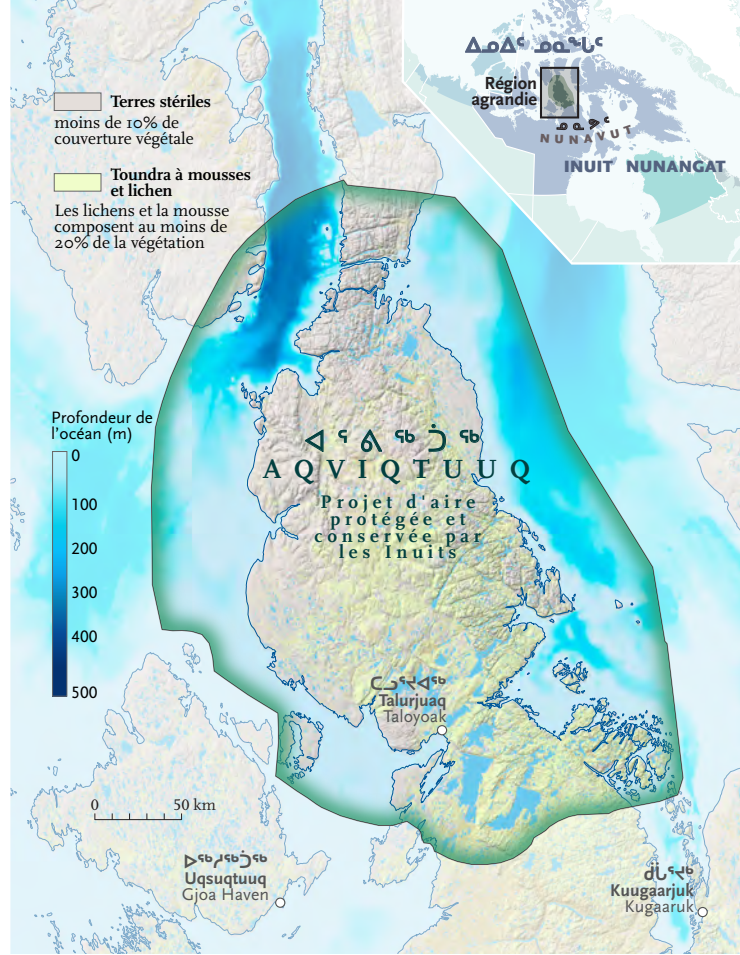 ᐃᓄᐃᑦ ᓄᓇᖓᑦ
Région
agrandie
ᓄᓇᕗᑦ
NUNAVUT
INUIT NUNANGAT
Terres stériles
moins de 10% de
couverture végétale
Toundra à mousses
et lichen
Les lichens et la mousse
composent au moins de
20% de la végétation
Profondeur de
l'océan (m)
0
100
200
300
400
500
ᐊᕐᕕᖅᑑᖅ
AQVIQTUUQ
Projet d'aire
protégée et
conservée par
les Inuits
ᑕᓗᕐᔪᐊᖅ
Talurjuaq
Taloyoak
0 50 km
ᐅᖅᓱᖅᑑᖅ
Uqsuqtuuq
Gjoa Haven
ᑰᒑᕐᔪᒃ
Kuugaarjuk
Kugaaruk